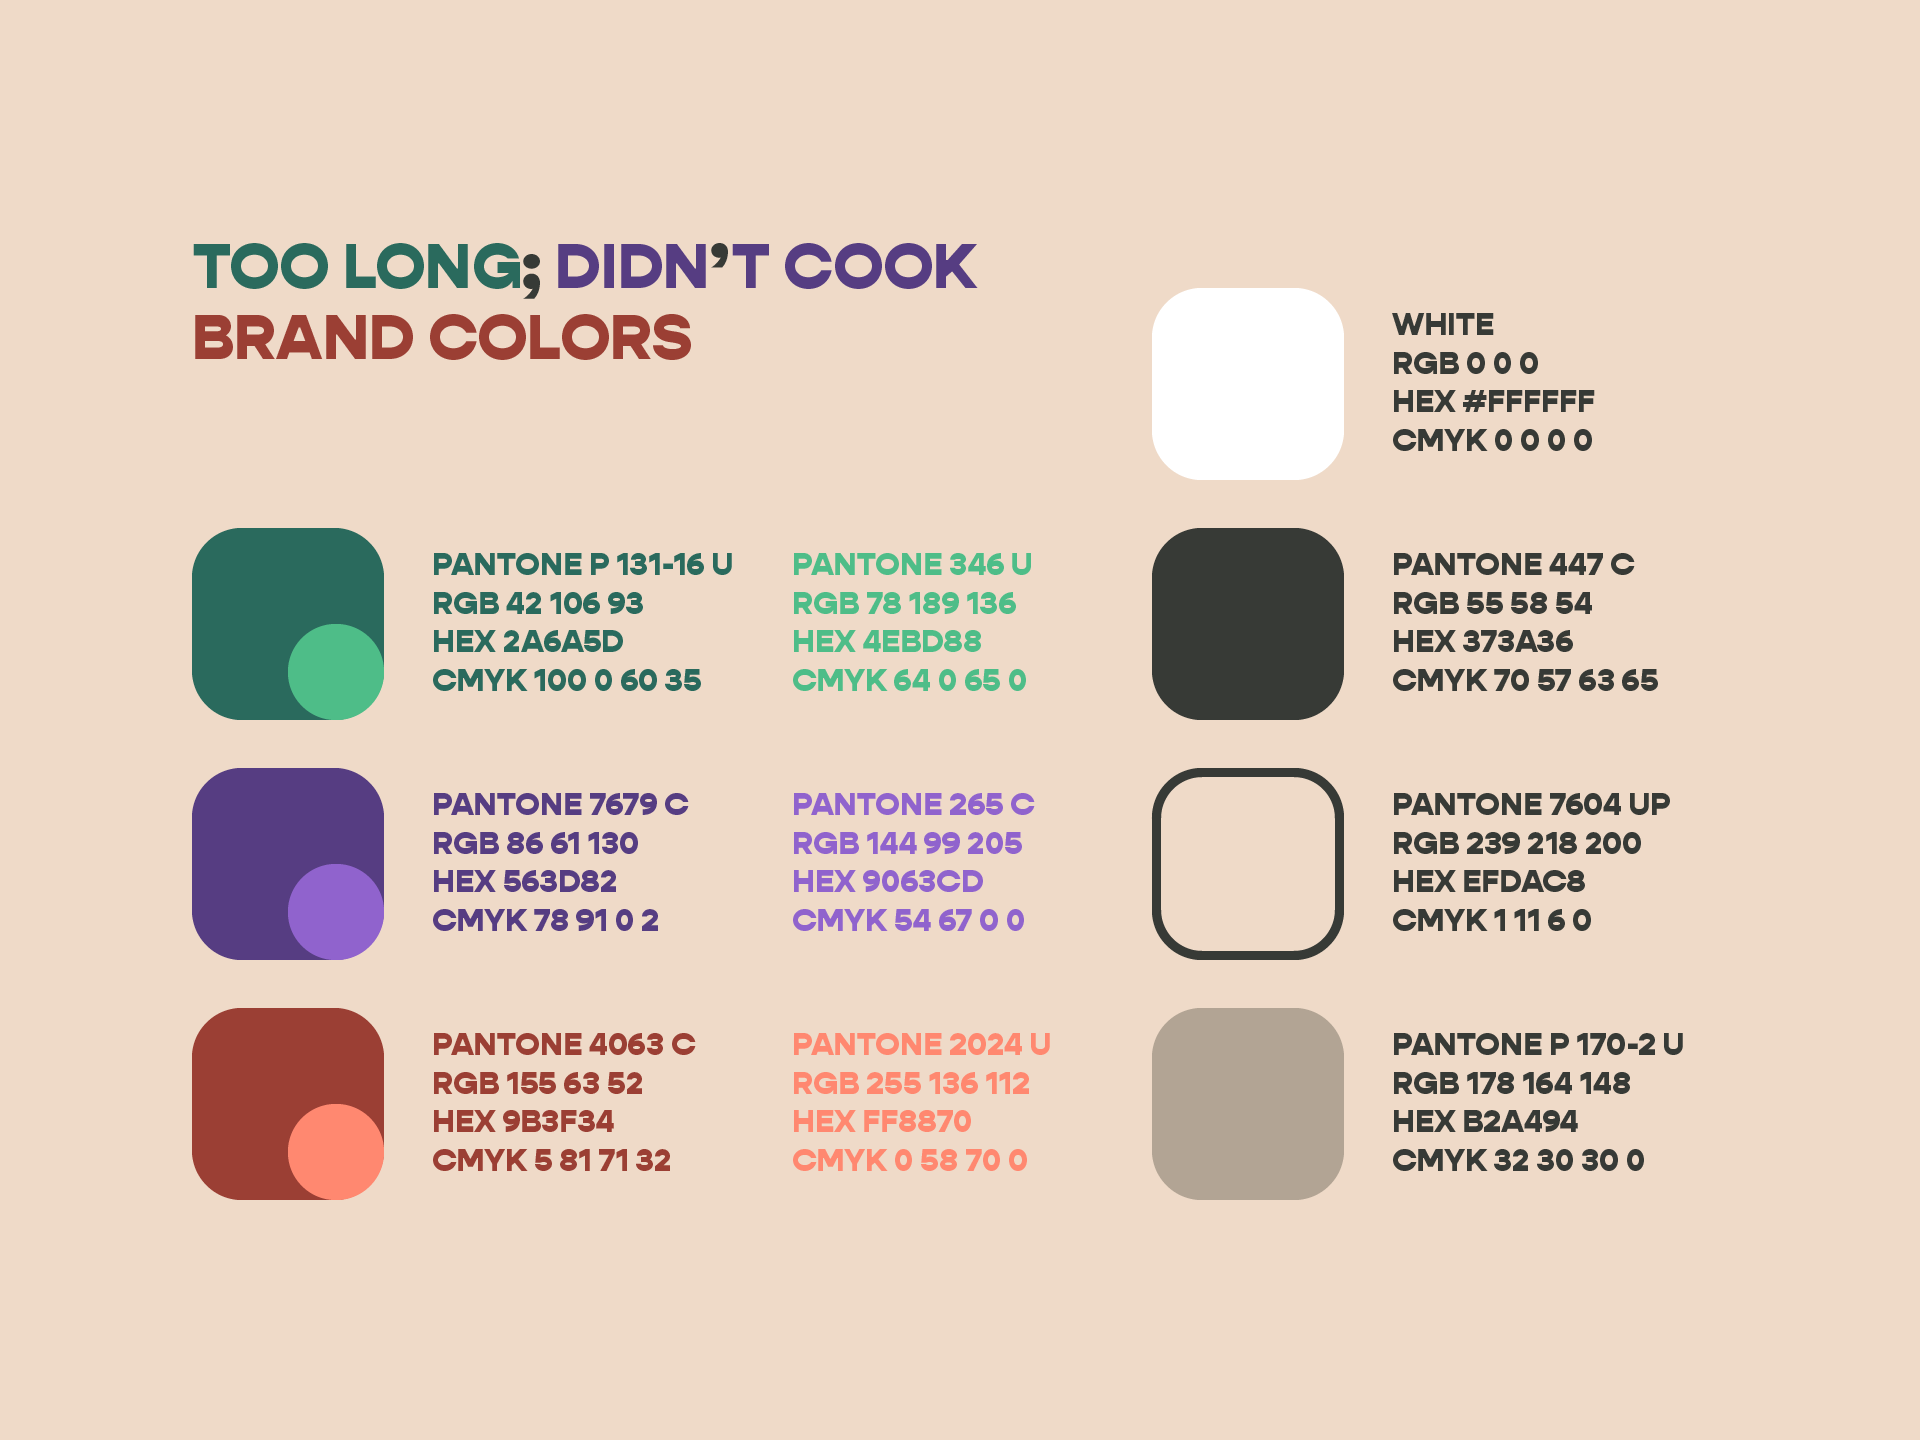 TOO LONG; DIDN’T COOK
BRAND COLORS
WHITE
RGB 0 0 0
HEX #FFFFFF
CMYK 0 0 0 0
PANTONE P 131-16 U
RGB 42 106 93
HEX 2A6A5D
CMYK 100 0 60 35
PANTONE 346 U
RGB 78 189 136
HEX 4EBD88
CMYK 64 0 65 0
PANTONE 447 C
RGB 55 58 54
HEX 373A36
CMYK 70 57 63 65
PANTONE 7679 C
RGB 86 61 130
HEX 563D82
CMYK 78 91 0 2
PANTONE 265 C
RGB 144 99 205
HEX 9063CD
CMYK 54 67 0 0
PANTONE 7604 UP
RGB 239 218 200
HEX EFDAC8
CMYK 1 11 6 0
PANTONE 4063 C
RGB 155 63 52
HEX 9B3F34
CMYK 5 81 71 32
PANTONE 2024 U
RGB 255 136 112
HEX FF8870
CMYK 0 58 70 0
PANTONE P 170-2 U
RGB 178 164 148
HEX B2A494
CMYK 32 30 30 0